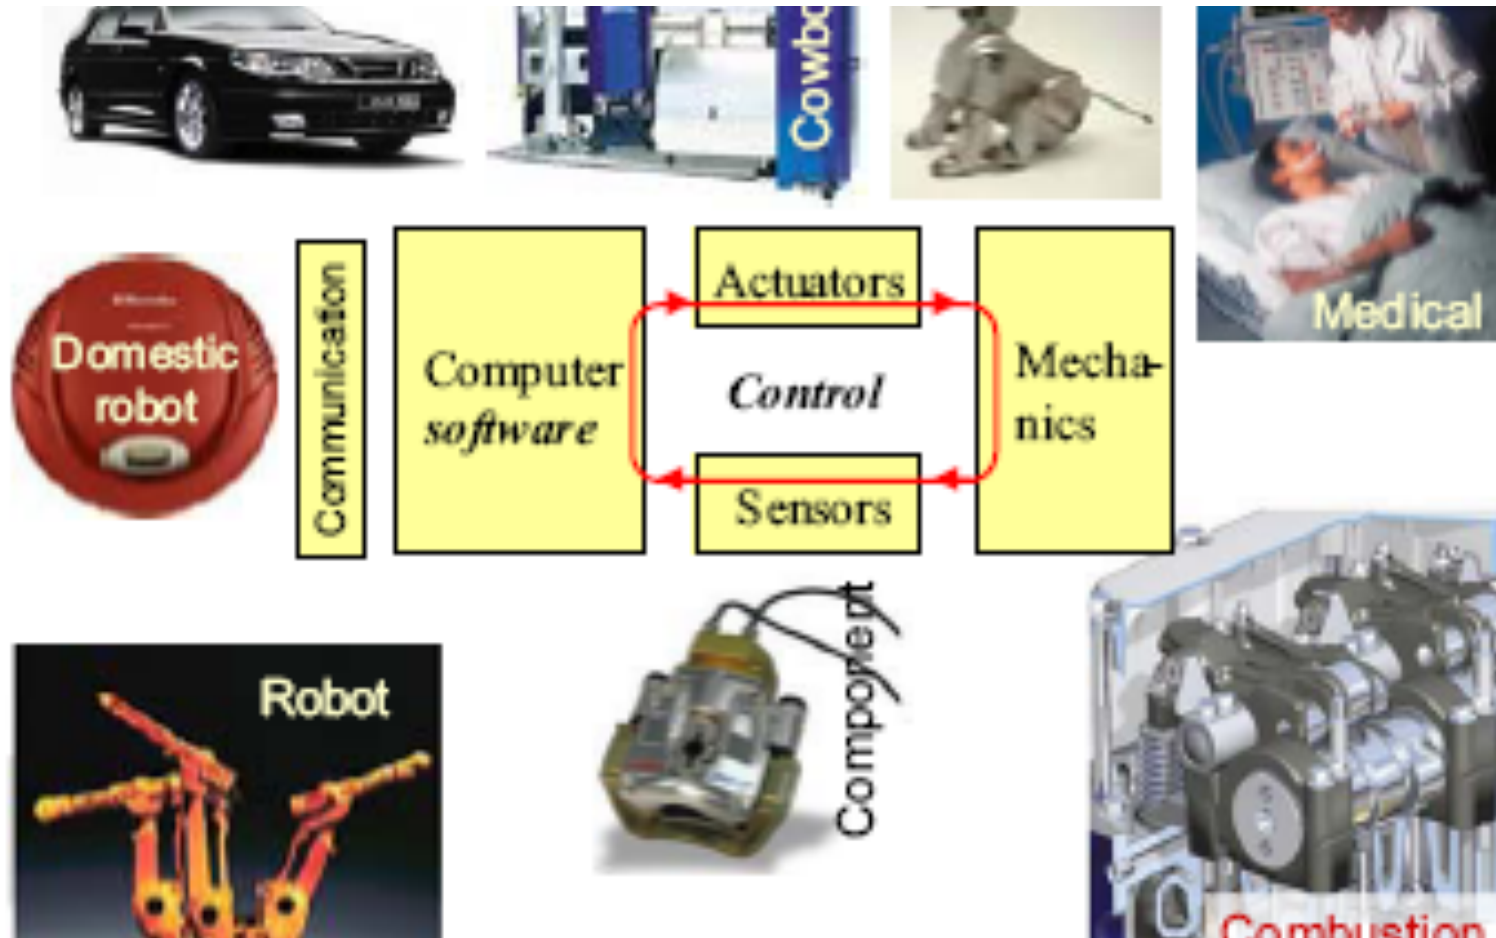 Cowbo
Medical
Domestic
robot
Communication
Computer
software
Actuators
Control
Sensors
Mecha-
nics
Robot
Component
Combustion